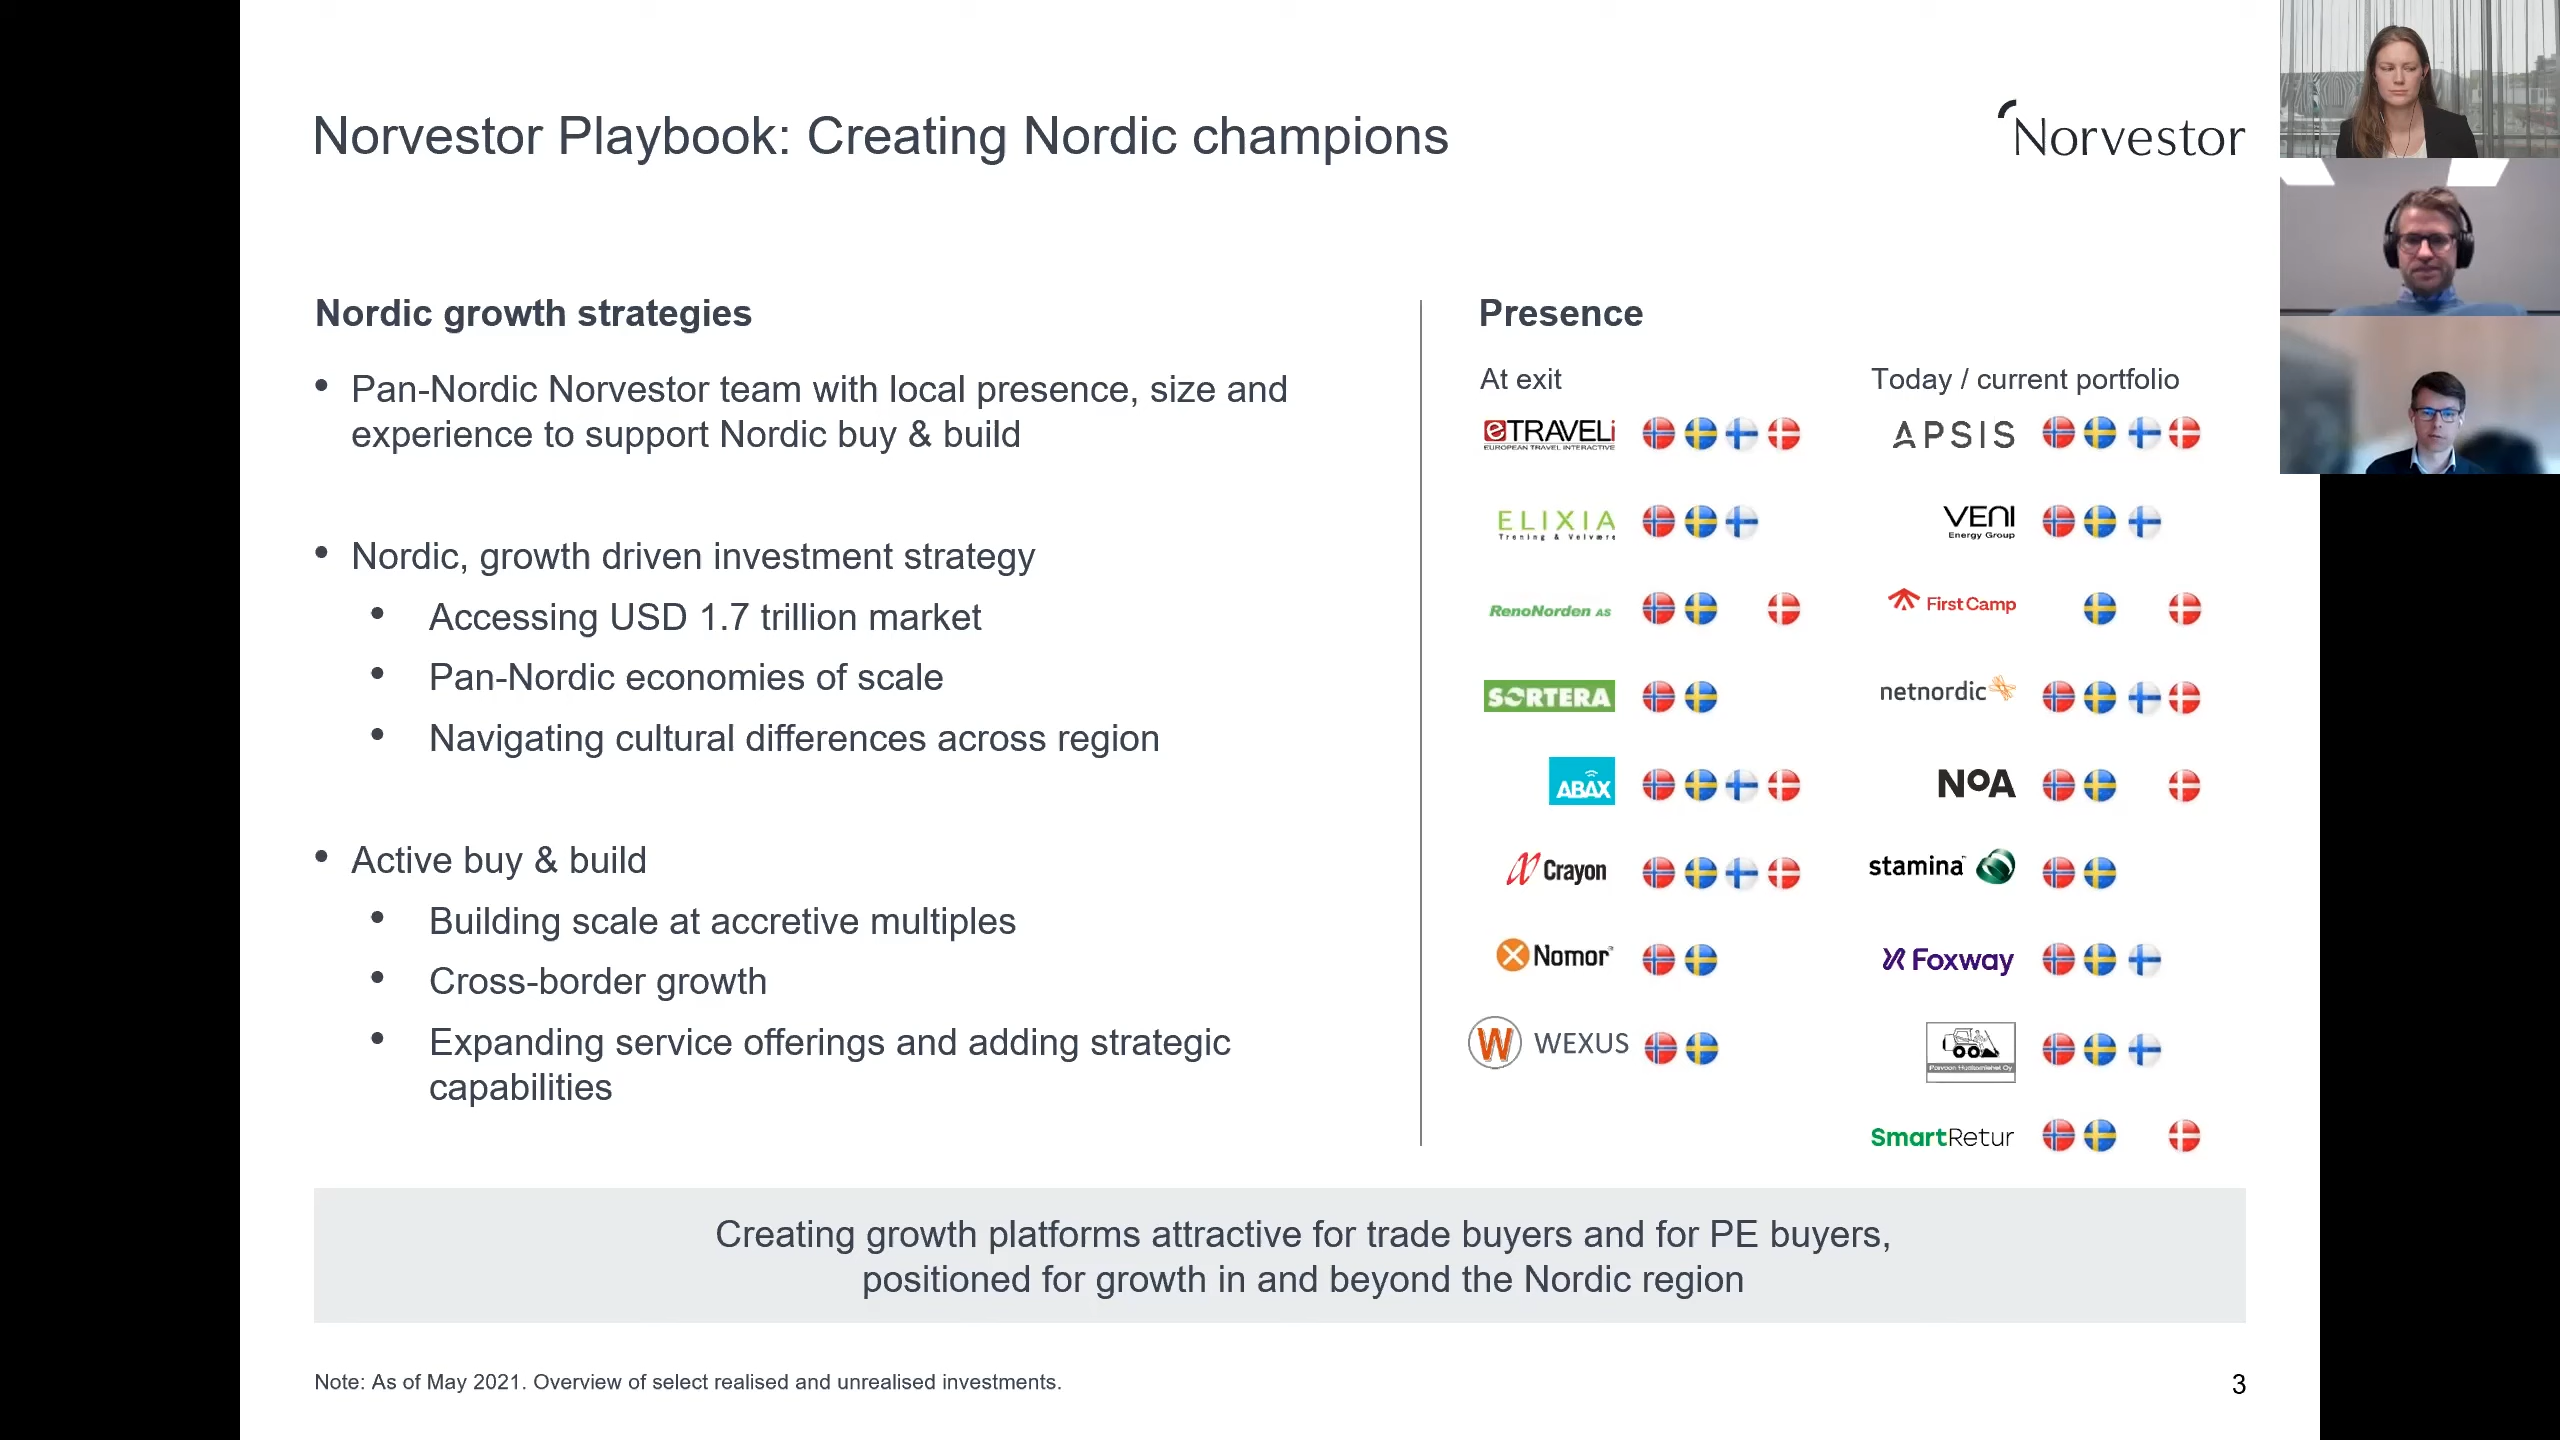 Norvestor Playbook: Creating Nordic champions
Norvestor
Nordic growth strategies
• Pan-Nordic Norvestor team with local presence, size and
experience to support Nordic buy & build
• Nordic, growth driven investment strategy
• Accessing USD 1.7 trillion market
• Pan-Nordic economies of scale
• Navigating cultural differences across region
• Active buy & build
• Building scale at accretive multiples
• Cross-border growth
• Expanding service offerings and adding strategic
capabilities
Presence
At exit
eTRAVELi
EUROPEAN TRAVEL INTERACTIVE
ELIXIA
Trening & Velvære
RenoNorden AS
SORTERA
ABAX
Crayon
Nomor
W WEXUS
Today / current portfolio
APSIS
VENI
Energy Group
FirstCamp
netnordic
NoA
stamina
Foxway
SmartRetur
Creating growth platforms attractive for trade buyers and for PE buyers,
positioned for growth in and beyond the Nordic region
Note: As of May 2021. Overview of select realised and unrealised investments.
3